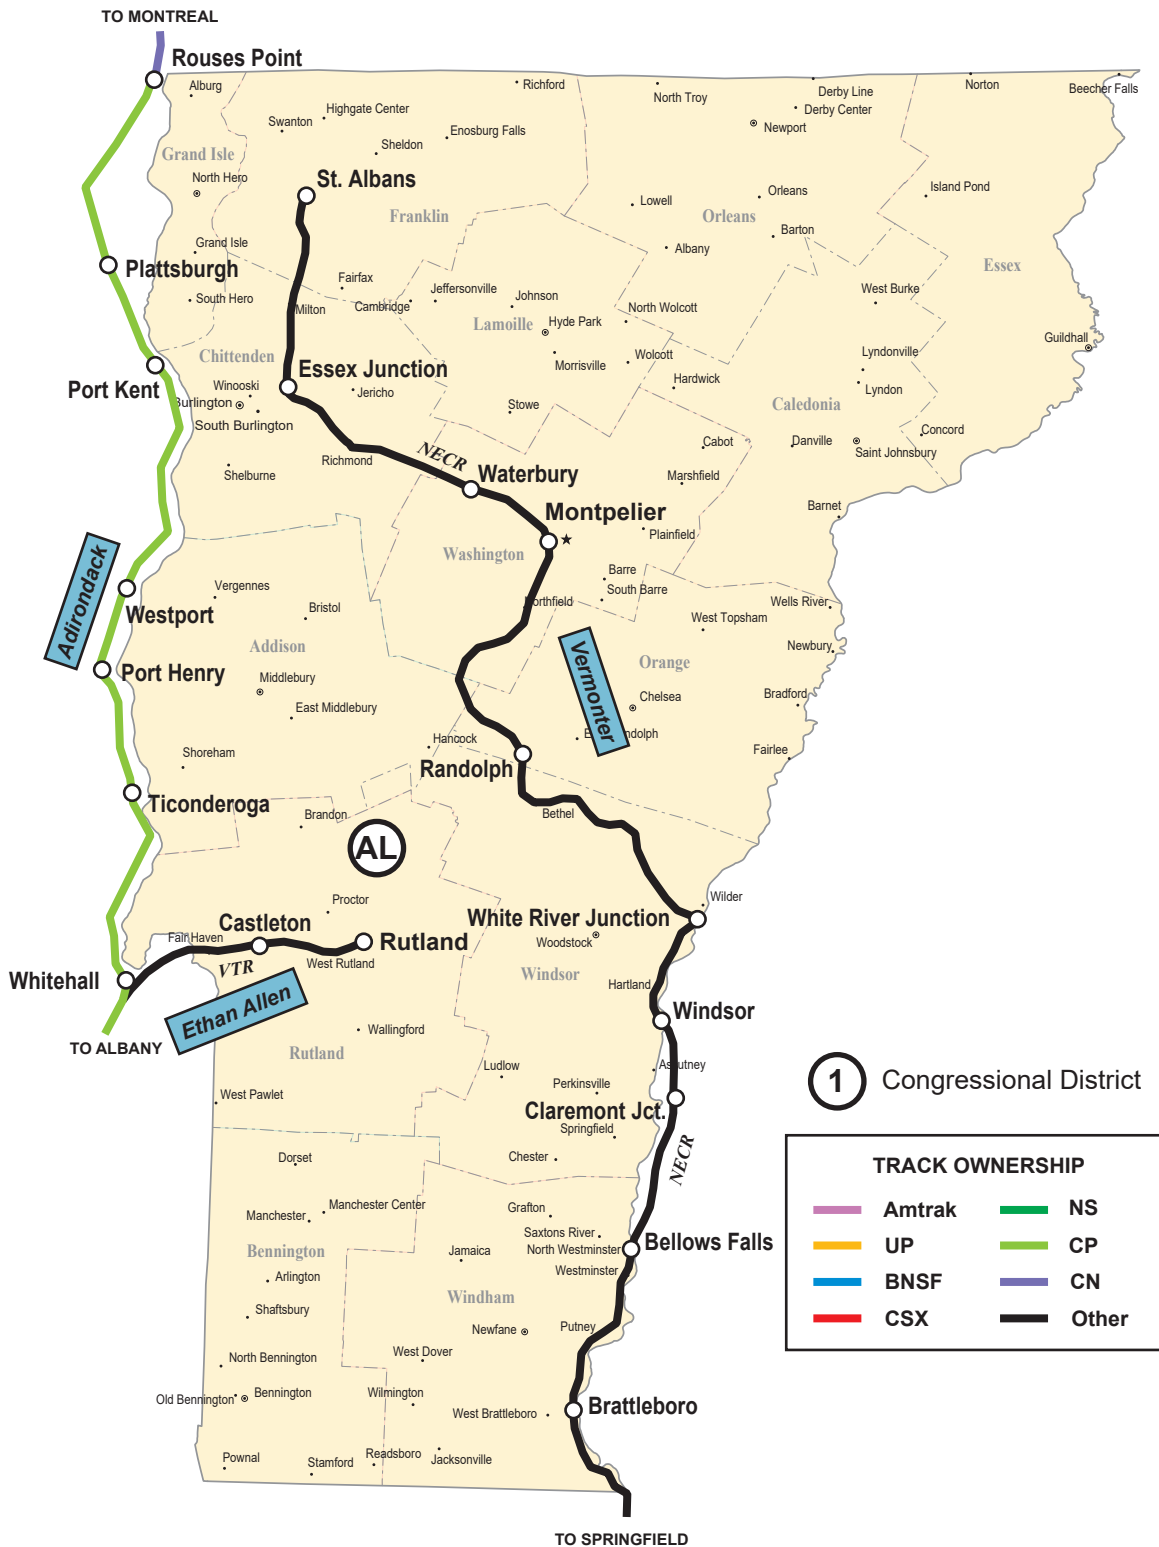 TO MONTREAL
Rouses Point
Alburg
Richford
North Troy
Derby Line
Derby Center
Norton
Beecher Falls
Highgate Center
Swanton
Enosburg Falls
Newport
Sheldon
Grand Isle
North Hero
St. Albans
Franklin
Lowell
Orleans
Orleans
Island Pond
Barton
Albany
Grand Isle
Plattsburgh
Essex
Fairfax
Jeffersonville
Johnson
Cambridge
South Hero
Milton
North Wolcott
West Burke
Lamoille
Hyde Park
Guildhall
Chittenden
Morrisville
Wolcott
Lyndonville
Port Kent
Essex Junction
Winooski
Jericho
Hardwick
Lyndon
Burlington
Stowe
Caledonia
South Burlington
Concord
Cabot
Danville
Saint Johnsbury
NECR
Richmond
Shelburne
Waterbury
Marshfield
Montpelier
Barnet
Plainfield
Washington
Adirondack
Vergennes
Barre
South Barre
Westport
Bristol
Northfield
West Topsham
Wells River
Addison
Vermonter
Newbury
Port Henry
Orange
Middlebury
Chelsea
Bradford
East Middlebury
East Randolph
Hancock
Shoreham
Fairlee
Randolph
Ticonderoga
Brandon
Bethel
AL
Proctor
Wilder
Castleton
White River Junction
Fair Haven
Rutland
Woodstock
West Rutland
VTR
Whitehall
Windsor
Hartland
Ethan Allen
Windsor
TO ALBANY
Wallingford
Rutland
Ludlow
Ascutney
1 Congressional District
Perkinsville
West Pawlet
Claremont Jct.
Springfield
NECR
Dorset
Chester
TRACK OWNERSHIP
Manchester Center
Grafton
Amtrak
NS
Manchester
Saxtons River
Bennington
Jamaica
North Westminster
Bellows Falls
UP
CP
Arlington
Westminster
BNSF
CN
Windham
Shaftsbury
CSX
Other
Newfane
Putney
North Bennington
West Dover
Old Bennington
Bennington
Wilmington
West Brattleboro
Brattleboro
Pownal
Stamford
Readsboro
Jacksonville
TO SPRINGFIELD